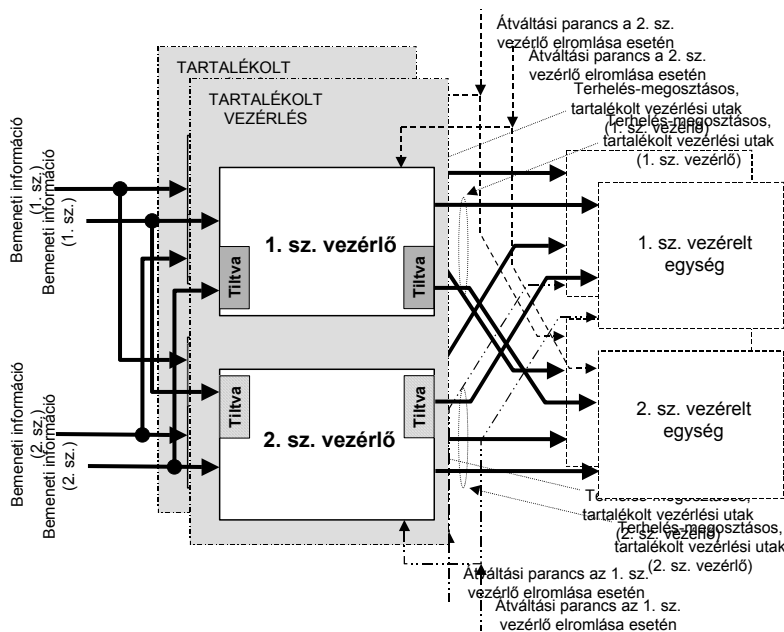 Átváltási parancs a 2. sz.
vezérlő elromlása esetén
Átváltási parancs a 2. sz.
vezérlő elromlása esetén
TARTALÉKOLT
TARTALÉKOLT
VEZÉRLÉS
Terhelés-megosztásos,
tartalékolt vezérlési utak
(1. sz. vezérlő)
Terhelés-megosztásos,
tartalékolt vezérlési utak
(1. sz. vezérlő)
Bemeneti információ
(1. sz.)
Bemeneti információ
(1. sz.)
1. sz. vezérlő
Tiltva
Tiltva
1. sz. vezérelt
egység
Bemeneti információ
(2. sz.)
Bemeneti információ
(2. sz.)
Tiltva
Tiltva
2. sz. vezérlő
2. sz. vezérelt
egység
Terhelés-megosztásos,
tartalékolt vezérlési utak
(2. sz. vezérlő)
Terhelés-megosztásos,
tartalékolt vezérlési utak
(2. sz. vezérlő)
Átváltási parancs az 1. sz.
vezérlő elromlása esetén
Átváltási parancs az 1. sz.
vezérlő elromlása esetén